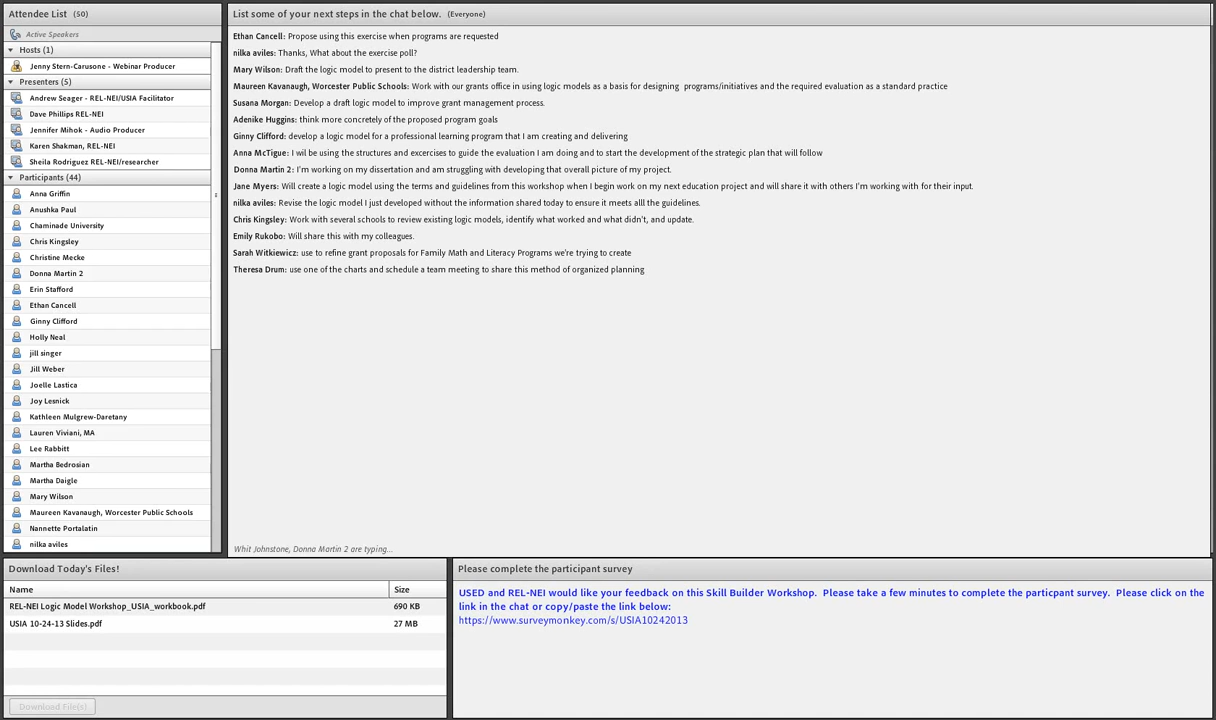 Attendee List (50)
Active Speakers
Hosts (1)
Jenny Stern-Carusone - Webinar Producer
Presenters (5)
Andrew Seager - REL-NEI/USIA Facilitator
Dave Phillips REL-NEI
Jennifer Mihok - Audio Producer
Karen Shakman, REL-NEI
Sheila Rodriguez REL-NEI/researcher
Participants (44)
Anna Griffin
Anushka Paul
Chaminade University
Chris Kingsley
Christine Mecke
Donna Martin 2
Erin Stafford
Ethan Cancell
Ginny Clifford
Holly Neal
jill singer
Jill Weber
Joelle Lastica
Joy Lesnick
Kathleen Mulgrew-Daretany
Lauren Viviani, MA
Lee Rabbitt
Martha Bedrosian
Martha Daigle
Mary Wilson
Maureen Kavanaugh, Worcester Public Schools
Nannette Portalatin
nilka aviles
List some of your next steps in the chat below. (Everyone)
Ethan Cancell: Propose using this exercise when programs are requested
nilka aviles: Thanks, What about the exercise poll?
Mary Wilson: Draft the logic model to present to the district leadership team.
Maureen Kavanaugh, Worcester Public Schools: Work with our grants office in using logic models as a basis for designing programs/initiatives and the required evaluation as a standard practice
Susana Morgan: Develop a draft logic model to improve grant management process.
Adenike Huggins: think more concretely of the proposed program goals
Ginny Clifford: develop a logic model for a professional learning program that I am creating and delivering
Anna McTigue: I wil be using the structures and excercises to guide the evaluation I am doing and to start the development of the strategic plan that will follow
Donna Martin 2: I'm working on my dissertation and am struggling with developing that overall picture of my project.
Jane Myers: Will create a logic model using the terms and guidelines from this workshop when I begin work on my next education project and will share it with others I'm working with for their input.
nilka aviles: Revise the logic model I just developed without the information shared today to ensure it meets alll the guidelines.
Chris Kingsley: Work with several schools to review existing logic models, identify what worked and what didn't, and update.
Emily Rukobo: Will share this with my colleagues.
Sarah Witkiewicz: use to refine grant proposals for Family Math and Literacy Programs we're trying to create
Theresa Drum: use one of the charts and schedule a team meeting to share this method of organized planning
Whit Johnstone, Donna Martin 2 are typing...
Download Today's Files!
Name Size
REL-NEI Logic Model Workshop_USIA_workbook.pdf 690 KB
USIA 10-24-13 Slides.pdf 27 MB
Download File(s)
Please complete the participant survey
USED and REL-NEI would like your feedback on this Skill Builder Workshop. Please take a few minutes to complete the particpant survey. Please click on the
link in the chat or copy/paste the link below:
https://www.surveymonkey.com/s/USIA10242013